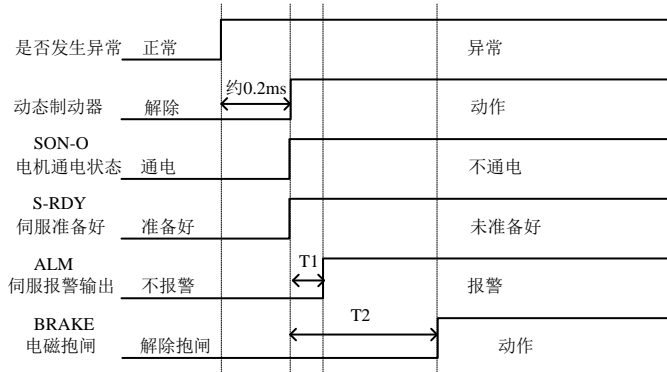 是否发生异常 正常 异常
约0.2ms
动态制动器 解除 动作
SON-O
电机通电状态 通电 不通电
S-RDY
伺服准备好 准备好 未准备好
ALM T1
伺服报警输出 不报警 报警
BRAKE T2
电磁抱闸 解除抱闸 动作